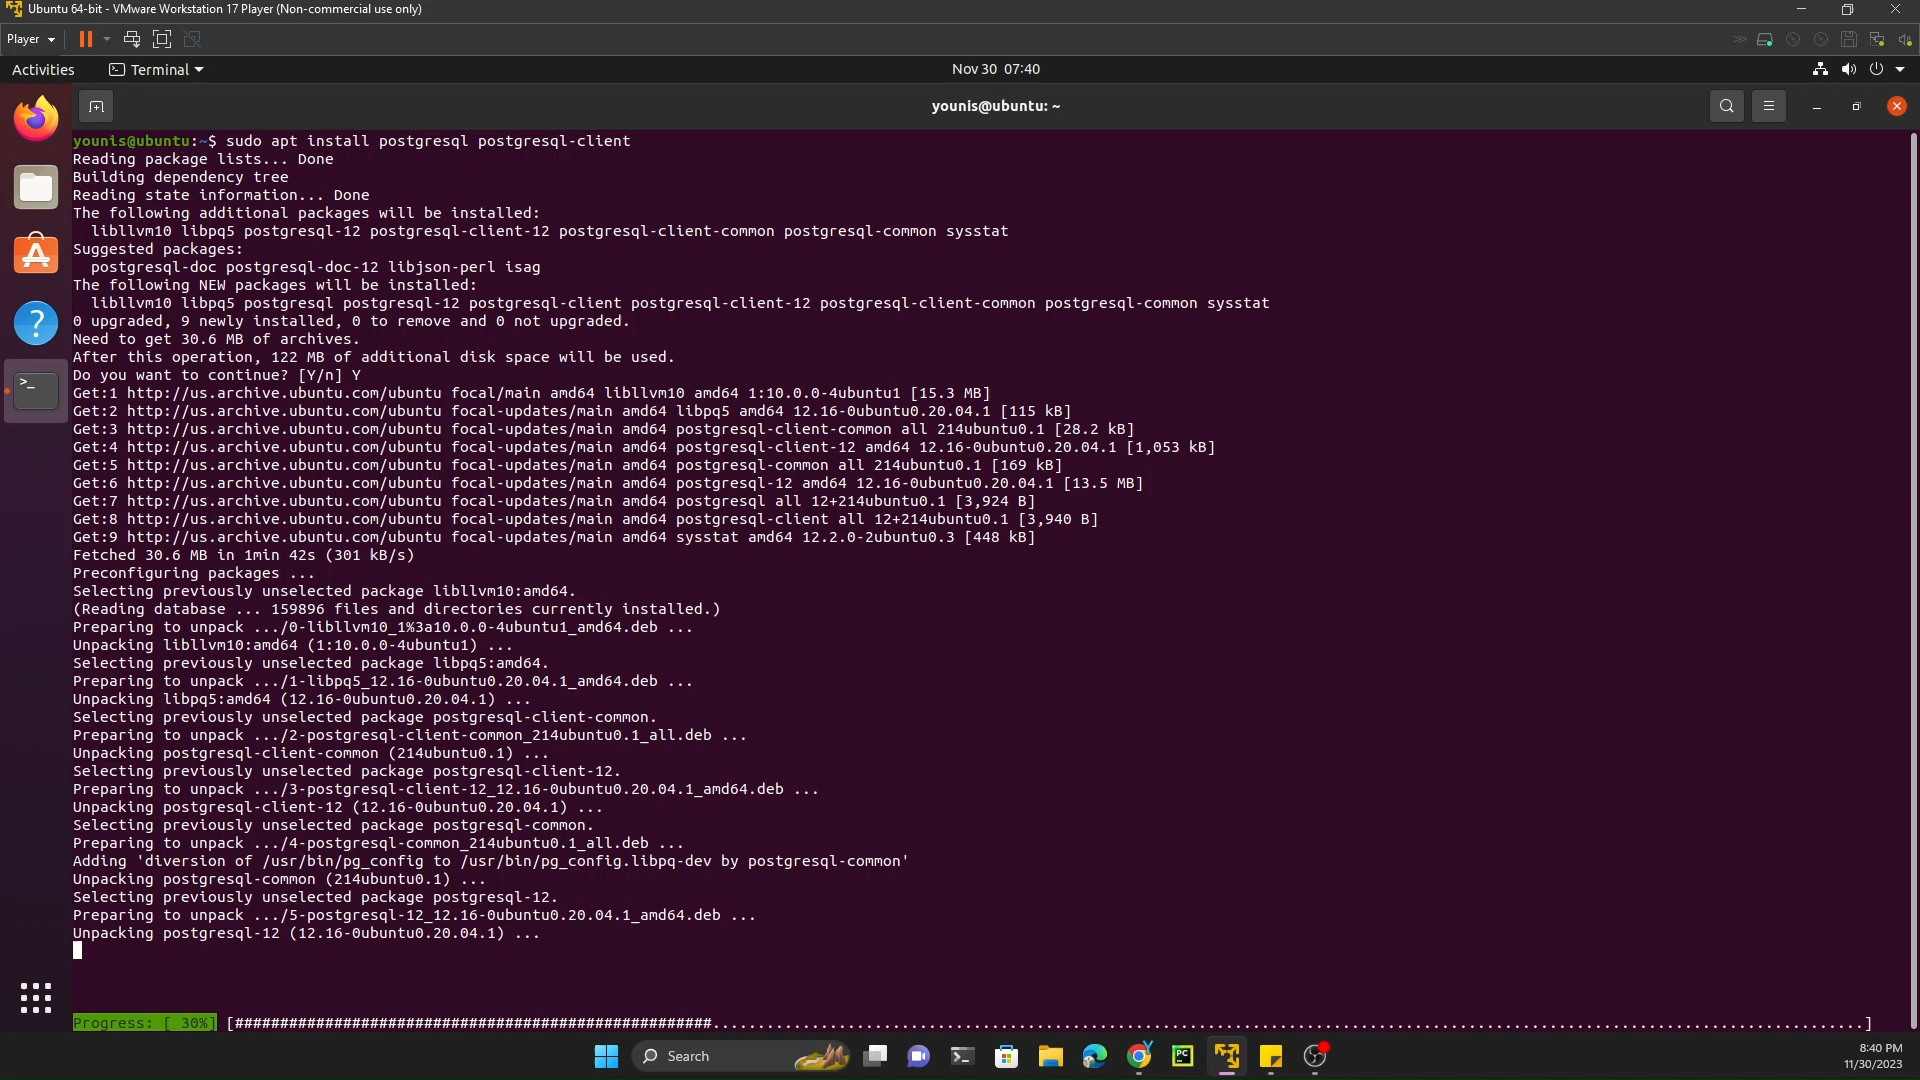 Ubuntu 64-bit - VMware Workstation 17 Player (Non-commercial use only)
Player
Activities
Terminal
Nov 30 07:40
younis@ubuntu: ~
younis@ubuntu:~$ sudo apt install postgresql postgresql-client
Reading package lists... Done
Building dependency tree
Reading state information... Done
The following additional packages will be installed:
libllvm10 libpq5 postgresql-12 postgresql-client-12 postgresql-client-common postgresql-common sysstat
Suggested packages:
postgresql-doc postgresql-doc-12 libjson-perl isag
The following NEW packages will be installed:
libllvm10 libpq5 postgresql postgresql-12 postgresql-client postgresql-client-12 postgresql-client-common postgresql-common sysstat
0 upgraded, 9 newly installed, 0 to remove and 0 not upgraded.
Need to get 30.6 MB of archives.
After this operation, 122 MB of additional disk space will be used.
Do you want to continue? [Y/n] Y
Get:1 http://us.archive.ubuntu.com/ubuntu focal/main amd64 libllvm10 amd64 1:10.0.0-4ubuntu1 [15.3 MB]
Get:2 http://us.archive.ubuntu.com/ubuntu focal-updates/main amd64 libpq5 amd64 12.16-0ubuntu0.20.04.1 [115 kB]
Get:3 http://us.archive.ubuntu.com/ubuntu focal-updates/main amd64 postgresql-client-common all 214ubuntu0.1 [28.2 kB]
Get:4 http://us.archive.ubuntu.com/ubuntu focal-updates/main amd64 postgresql-client-12 amd64 12.16-0ubuntu0.20.04.1 [1,053 kB]
Get:5 http://us.archive.ubuntu.com/ubuntu focal-updates/main amd64 postgresql-common all 214ubuntu0.1 [169 kB]
Get:6 http://us.archive.ubuntu.com/ubuntu focal-updates/main amd64 postgresql-12 amd64 12.16-0ubuntu0.20.04.1 [13.5 MB]
Get:7 http://us.archive.ubuntu.com/ubuntu focal-updates/main amd64 postgresql all 12+214ubuntu0.1 [3,924 B]
Get:8 http://us.archive.ubuntu.com/ubuntu focal-updates/main amd64 postgresql-client all 12+214ubuntu0.1 [3,940 B]
Get:9 http://us.archive.ubuntu.com/ubuntu focal-updates/main amd64 sysstat amd64 12.2.0-2ubuntu0.3 [448 kB]
Fetched 30.6 MB in 1min 42s (301 kB/s)
Preconfiguring packages ...
Selecting previously unselected package libllvm10:amd64.
(Reading database ... 159896 files and directories currently installed.)
Preparing to unpack .../0-libllvm10_1%3a10.0.0-4ubuntu1_amd64.deb ...
Unpacking libllvm10:amd64 (1:10.0.0-4ubuntu1) ...
Selecting previously unselected package libpq5:amd64.
Preparing to unpack .../1-libpq5_12.16-0ubuntu0.20.04.1_amd64.deb ...
Unpacking libpq5:amd64 (12.16-0ubuntu0.20.04.1) ...
Selecting previously unselected package postgresql-client-common.
Preparing to unpack .../2-postgresql-client-common_214ubuntu0.1_all.deb ...
Unpacking postgresql-client-common (214ubuntu0.1) ...
Selecting previously unselected package postgresql-client-12.
Preparing to unpack .../3-postgresql-client-12_12.16-0ubuntu0.20.04.1_amd64.deb ...
Unpacking postgresql-client-12 (12.16-0ubuntu0.20.04.1) ...
Selecting previously unselected package postgresql-common.
Preparing to unpack .../4-postgresql-common_214ubuntu0.1_all.deb ...
Adding 'diversion of /usr/bin/pg_config to /usr/bin/pg_config.libpq-dev by postgresql-common'
Unpacking postgresql-common (214ubuntu0.1) ...
Selecting previously unselected package postgresql-12.
Preparing to unpack .../5-postgresql-12_12.16-0ubuntu0.20.04.1_amd64.deb ...
Unpacking postgresql-12 (12.16-0ubuntu0.20.04.1) ...
Progress: [ 30%] [#####################################################................................................................................................................................]
Search
8:40 PM
11/30/2023